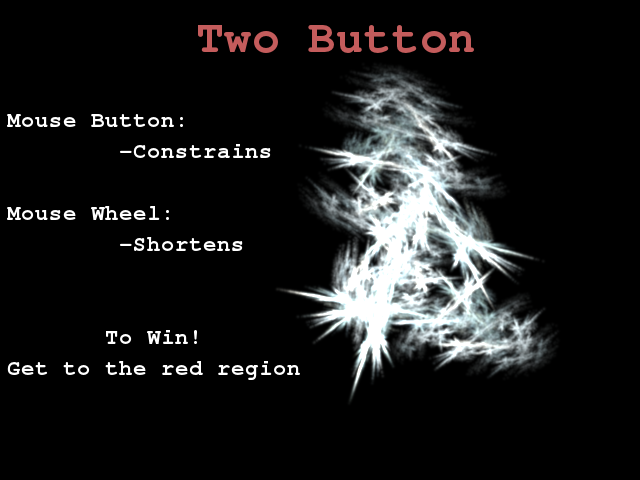 Two Button
Mouse Button:
-Constrains
Mouse Wheel:
-Shortens
To Win!
Get to the red region